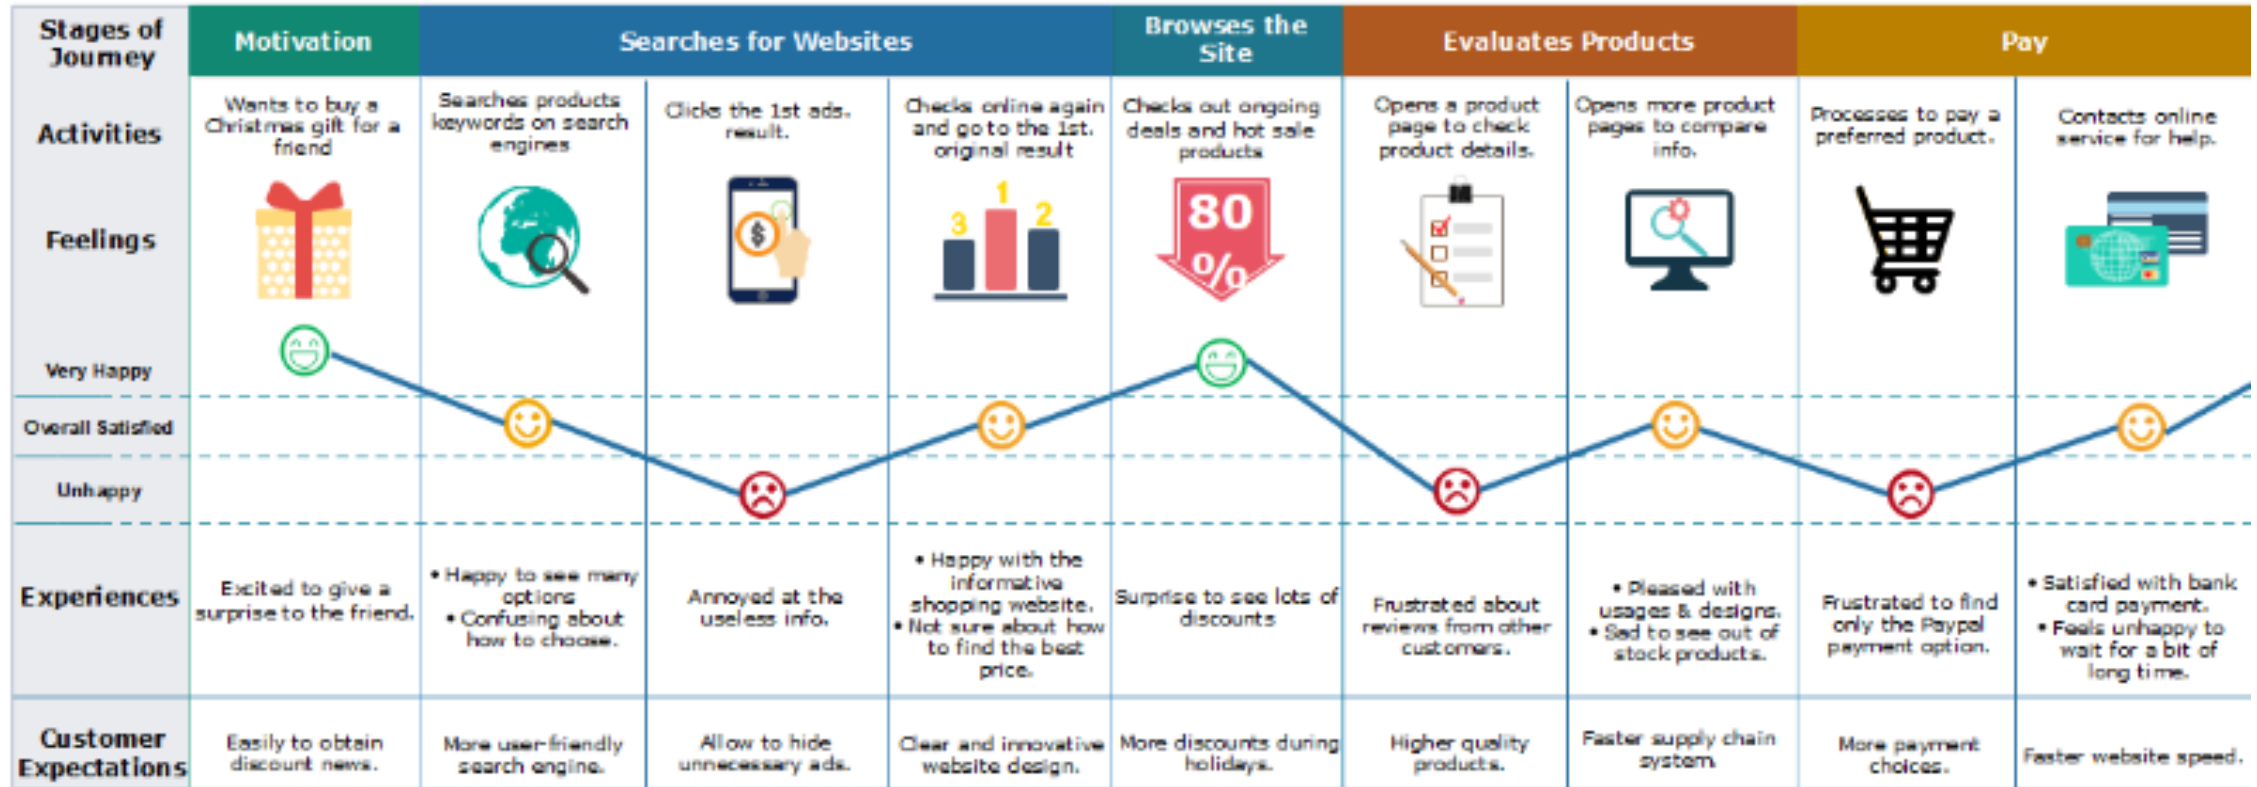 Stages of
Journey
Motivation
Searches for Websites
Browses the
Site
Evaluates Products
Pay
Activities
Wants to buy a
Christmas gift for a
friend
Searches products
keywords on search
engines
Clicks the 1st ads.
result.
Checks online again
and go to the 1st.
original result
Checks out ongoing
deals and hot sale
products
Opens a product
page to check
product details.
Opens more product
pages to compare
info.
Processes to pay a
preferred product.
Contacts online
service for help.
Feelings
3
1
2
80
%
Very Happy
Overall Satisfied
Unhappy
Experiences
Excited to give a
surprise to the friend.
• Happy to see many
options
• Confusing about
how to choose.
Annoyed at the
useless info.
• Happy with the
informative
shopping website.
• Not sure about how
to find the best
price.
Surprise to see lots of
discounts
Frustrated about
reviews from other
customers.
• Pleased with
usages & designs.
• Sad to see out of
stock products.
Frustrated to find
only the Paypal
payment option.
• Satisfied with bank
card payment.
• Feels unhappy to
wait for a bit of
long time.
Customer
Expectations
Easily to obtain
discount news.
More user-friendly
search engine.
Allow to hide
unnecessary ads.
Clear and innovative
website design.
More discounts during
holidays.
Higher quality
products.
Faster supply chain
system.
More payment
choices.
Faster website speed.